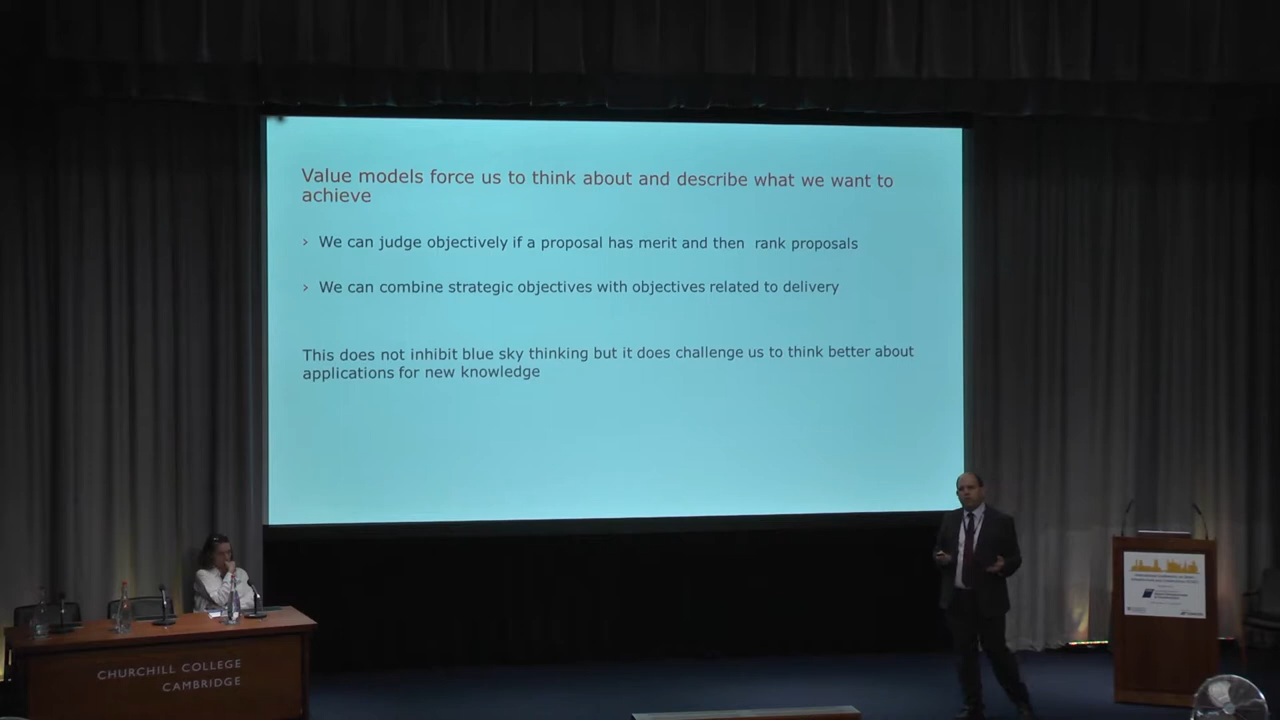 Value models force us to think about and describe what we want to
achieve
› We can judge objectively if a proposal has merit and then rank proposals
› We can combine strategic objectives with objectives related to delivery
This does not inhibit blue sky thinking but it does challenge us to think better about
applications for new knowledge
CHURCHILL COLLEGE
CAMBRIDGE